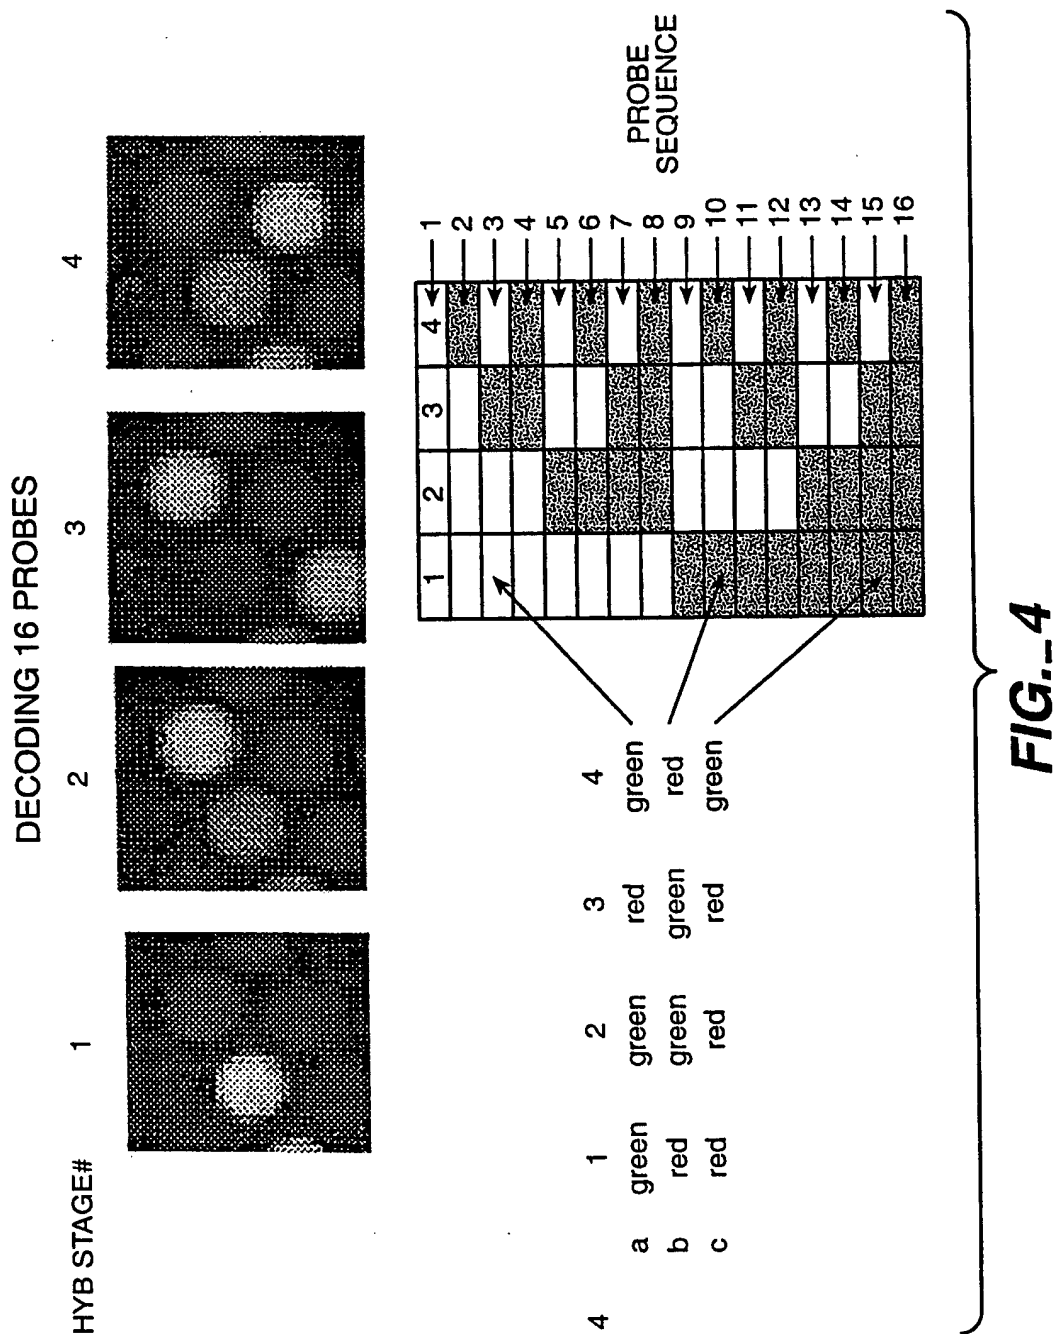 DECODING 16 PROBES
HYB STAGE# 1 2 3 4
4 1 2 3 4
a green green red green
b red green green red
c red red red green
1 2 3 4
1
2
3
4
5
6
7
8
9
10
11
12
13
14
15
16
PROBE
SEQUENCE
FIG._4